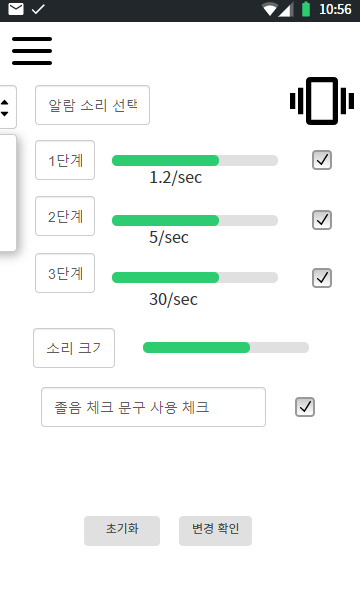 10:56
알람 소리 선택
1단계
1.2/sec
2단계
5/sec
3단계
30/sec
소리 크기
졸음 체크 문구 사용 체크
초기화 변경 확인